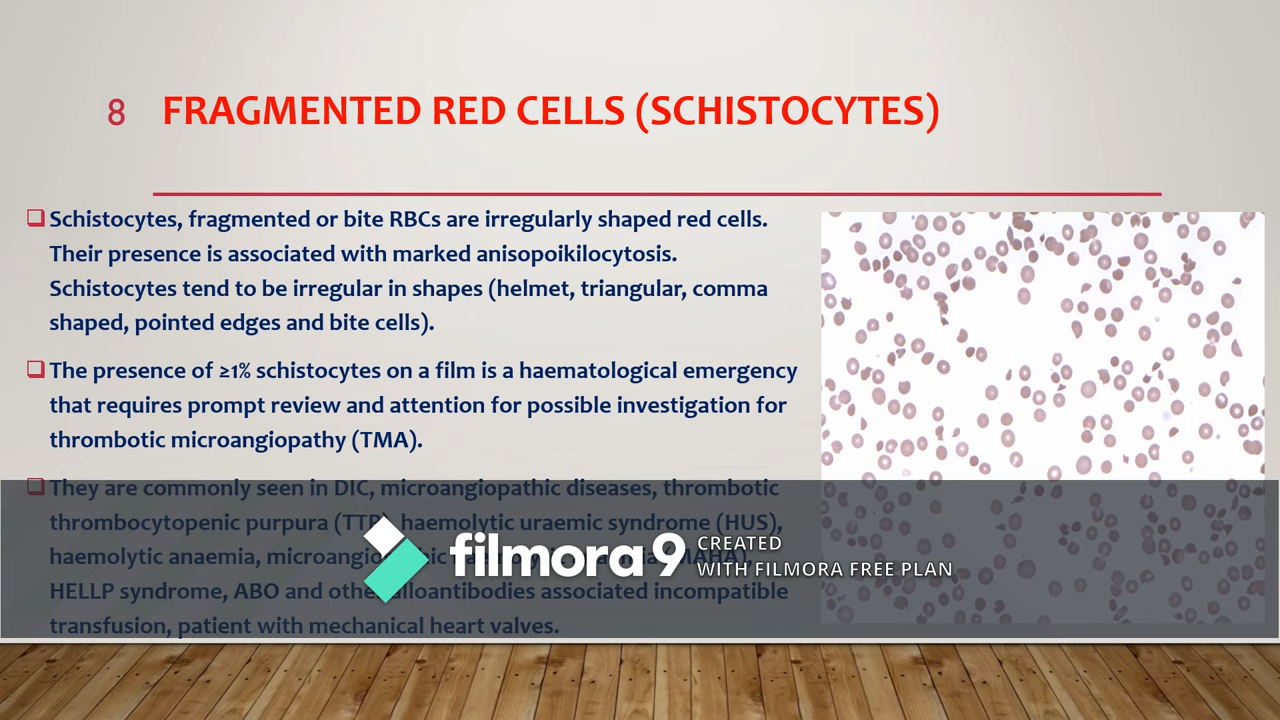 8 FRAGMENTED RED CELLS (SCHISTOCYTES)
Schistocytes, fragmented or bite RBCs are irregularly shaped red cells.
Their presence is associated with marked anisopoikilocytosis.
Schistocytes tend to be irregular in shapes (helmet, triangular, comma
shaped, pointed edges and bite cells).
The presence of ≥1% schistocytes on a film is a haematological emergency
that requires prompt review and attention for possible investigation for
thrombotic microangiopathy (TMA).
They are commonly seen in DIC, microangiopathic diseases, thrombotic
thrombocytopenic purpura (TTP), haemolytic uraemic syndrome (HUS),
haemolytic anaemia, (MAHA),
HELLP syndrome, ABO and other alloantibodies associated incompatible
transfusion, patient with mechanical heart valves.
filmora9 CREATED
WITH FILMORA FREE PLAN